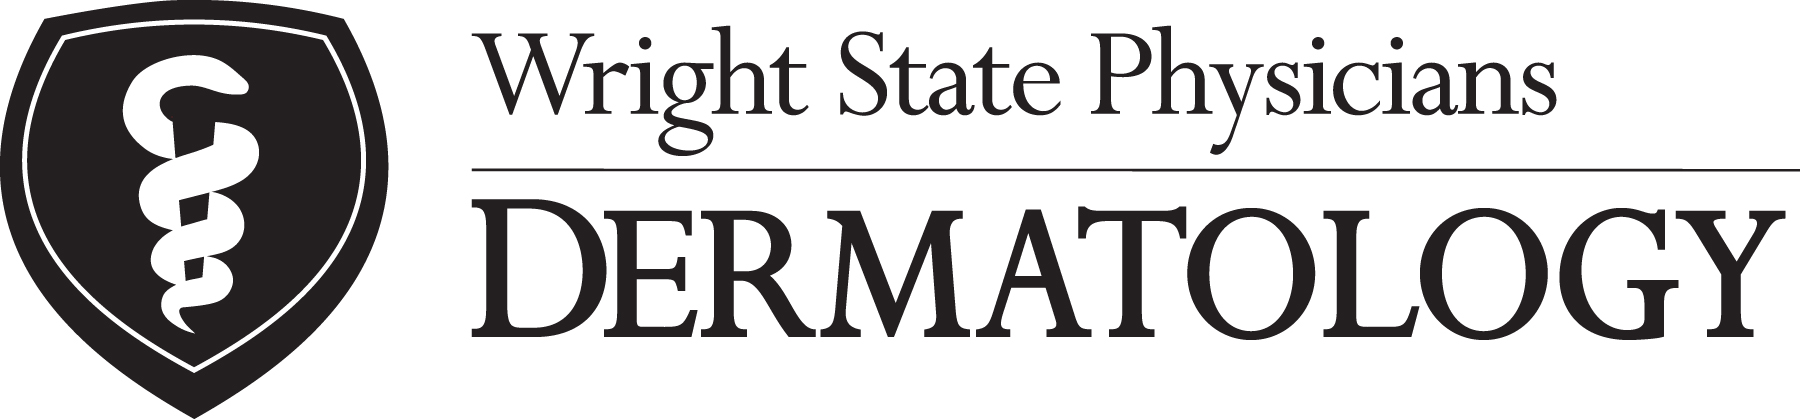 Wright State Physicians
DERMATOLOGY